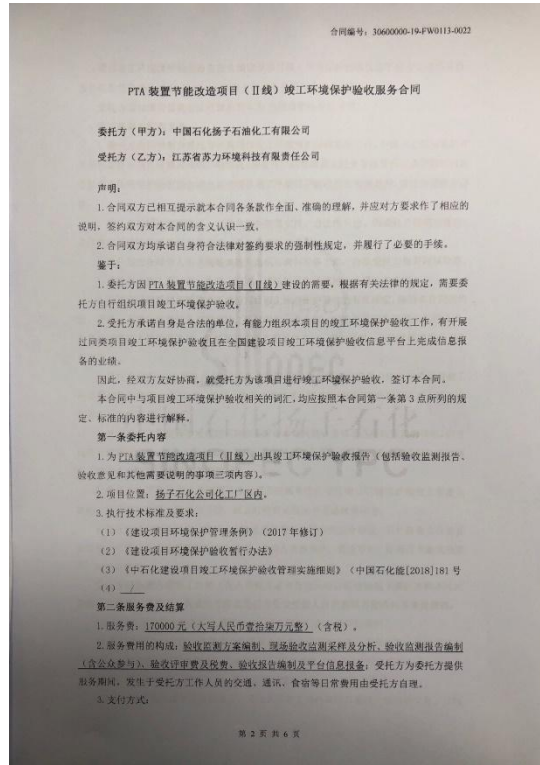 合同编号：30600000-19-FW0113-0022
PTA 装置节能改造项目（Ⅱ线）竣工环境保护验收服务合同
委托方（甲方）：中国石化扬子石油化工有限公司
受托方（乙方）：江苏省苏力环境科技有限责任公司
声明：
1.合同双方已相互提示就本合同各条款作全面、准确的理解，并应对方要求作了相应的
说明，签约双方对本合同的含义认识一致。
2.合同双方均承诺自身符合法律对签约要求的强制性规定，并履行了必要的手续。
鉴于：
1.委托方因 PTA 装置节能改造项目（Ⅱ线）建设的需要，根据有关法律的规定，需要委
托方自行组织项目竣工环境保护验收。
2.受托方承诺自身是合法的单位，有能力组织本项目的竣工环境保护验收工作，有开展
过同类项目竣工环境保护验收且在全国建设项目竣工环境保护验收信息平台上完成信息报
备的业绩。
因此，经双方友好协商，就受托方为该项目进行竣工环境保护验收，签订本合同。
本合同中与项目竣工环境保护验收相关的词汇，均应按照本合同第一条第 3 点所列的规
定、标准的内容进行解释。
第一条委托内容
1.为 PTA 装置节能改造项目（Ⅱ线）出具竣工环境保护验收报告（包括验收监测报告、
验收意见和其他需要说明的事项三项内容）。
2.项目位置：扬子石化公司化工厂区内。
3.执行技术标准及要求：
（1）《建设项目环境保护管理条例》（2017 年修订）
（2）《建设项目环境保护验收暂行办法》
（3）《中石化建设项目竣工环境保护验收管理实施细则》（中国石化能[2018]181 号
（4） /
第二条服务费及结算
1.服务费：170000 元（大写人民币壹拾柒万元整）（含税）。
2.服务费用的构成：验收监测方案编制、现场验收监测采样及分析、验收监测报告编制
（含公众参与）、验收评审费及税费、验收报告编制及平台信息报备；受托方为委托方提供
服务期间，发生于受托方工作人员的交通、通讯、食宿等日常费用由受托方自理。
3.支付方式：
第 2 页 共 6 页